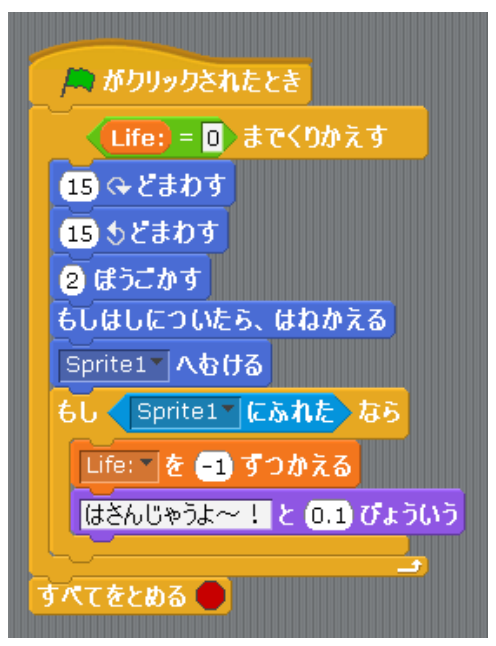 がクリックされたとき
Life: = 0 までくりかえす
15 どまわす
15 どまわす
2 ぽうごかす
もしはしについたら、はねかえる
Sprite1 へむける
もし Sprite1 にふれた なら
Life: を -1 ずつかえる
はさんじゃうよ～！ と 0.1 びょういう
すべてをとめる